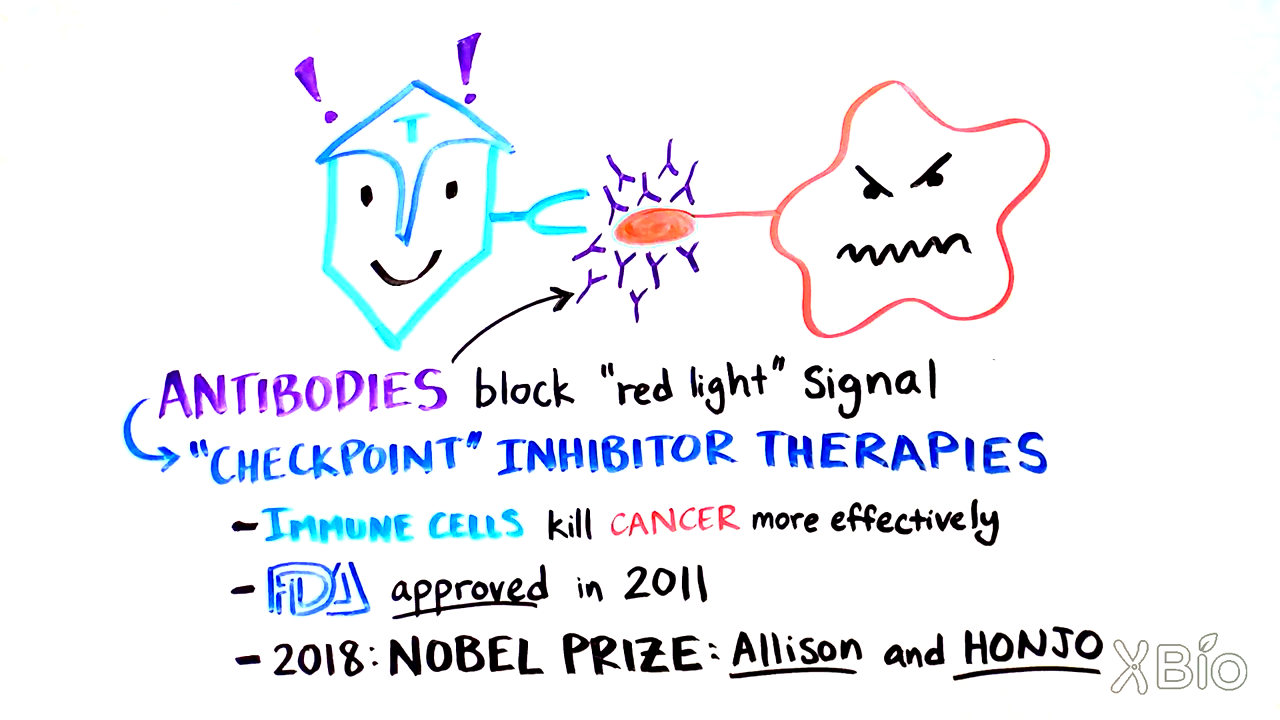 ! !
T
ANTIBODIES block "red light" signal
"CHECKPOINT" INHIBITOR THERAPIES
- IMMUNE CELLS kill CANCER more effectively
- FDA approved in 2011
- 2018: NOBEL PRIZE: Allison and HONJO
XBio